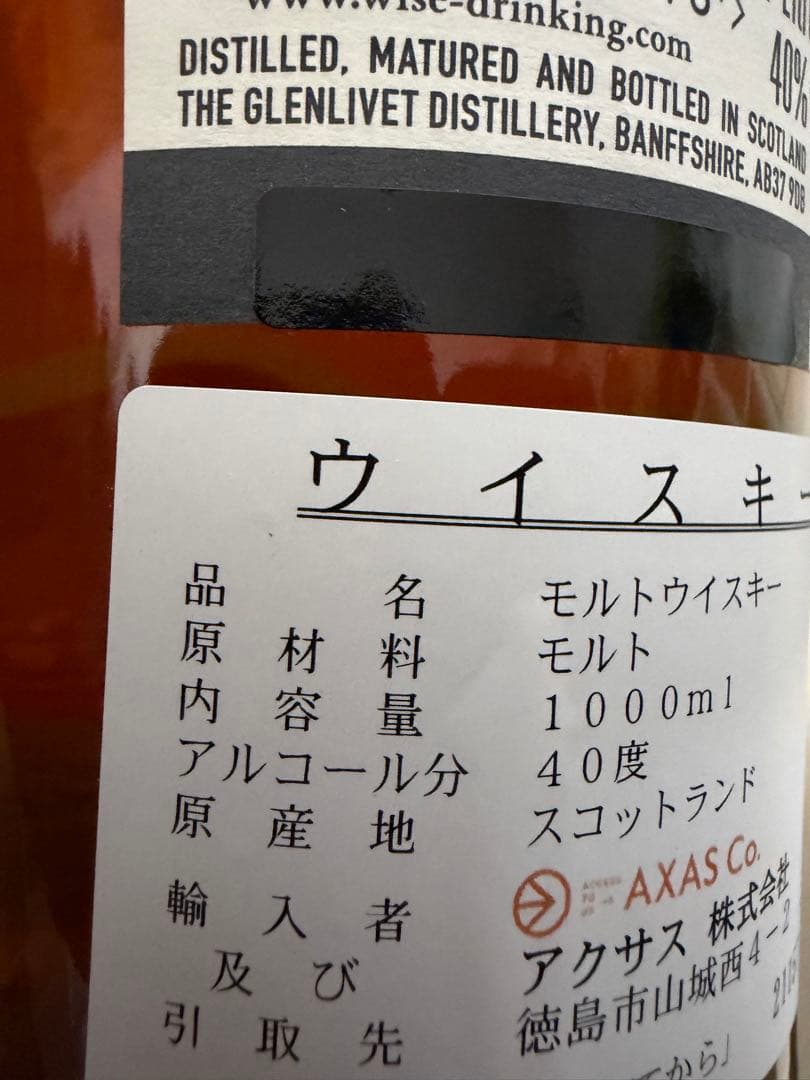 www.wise-drinking.com
40%
DISTILLED, MATURED AND BOTTLED IN SCOTLAND
THE GLENLIVET DISTILLERY, BANFFSHIRE, AB37 9DB
ウイスキー
品名 モルトウイスキー
原材料 モルト
内容量 1000ml
アルコール分 40度
原産地 スコットランド
輸入者 AXAS Co.
アクサス 株式会社
及び
徳島市山城西4-2
引取先
から」